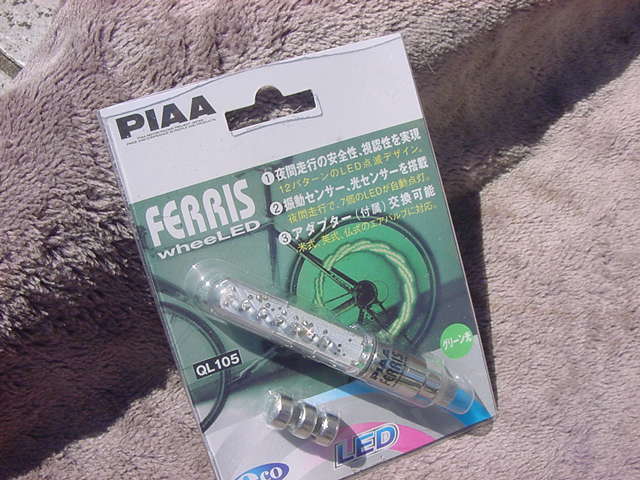 PIAA
① 夜間走行の安全性、視認性を実現
12パターンのLED点滅デザイン。
② 振動センサー、光センサーを搭載
夜間走行で、7個のLEDが自動点灯。
③ アダプター(付属)交換可能
米式、英式、仏式のエアバルブに対応。
FERRIS
wheeLED
QL105
グリーン光
PIAA
FERRIS
LED
co